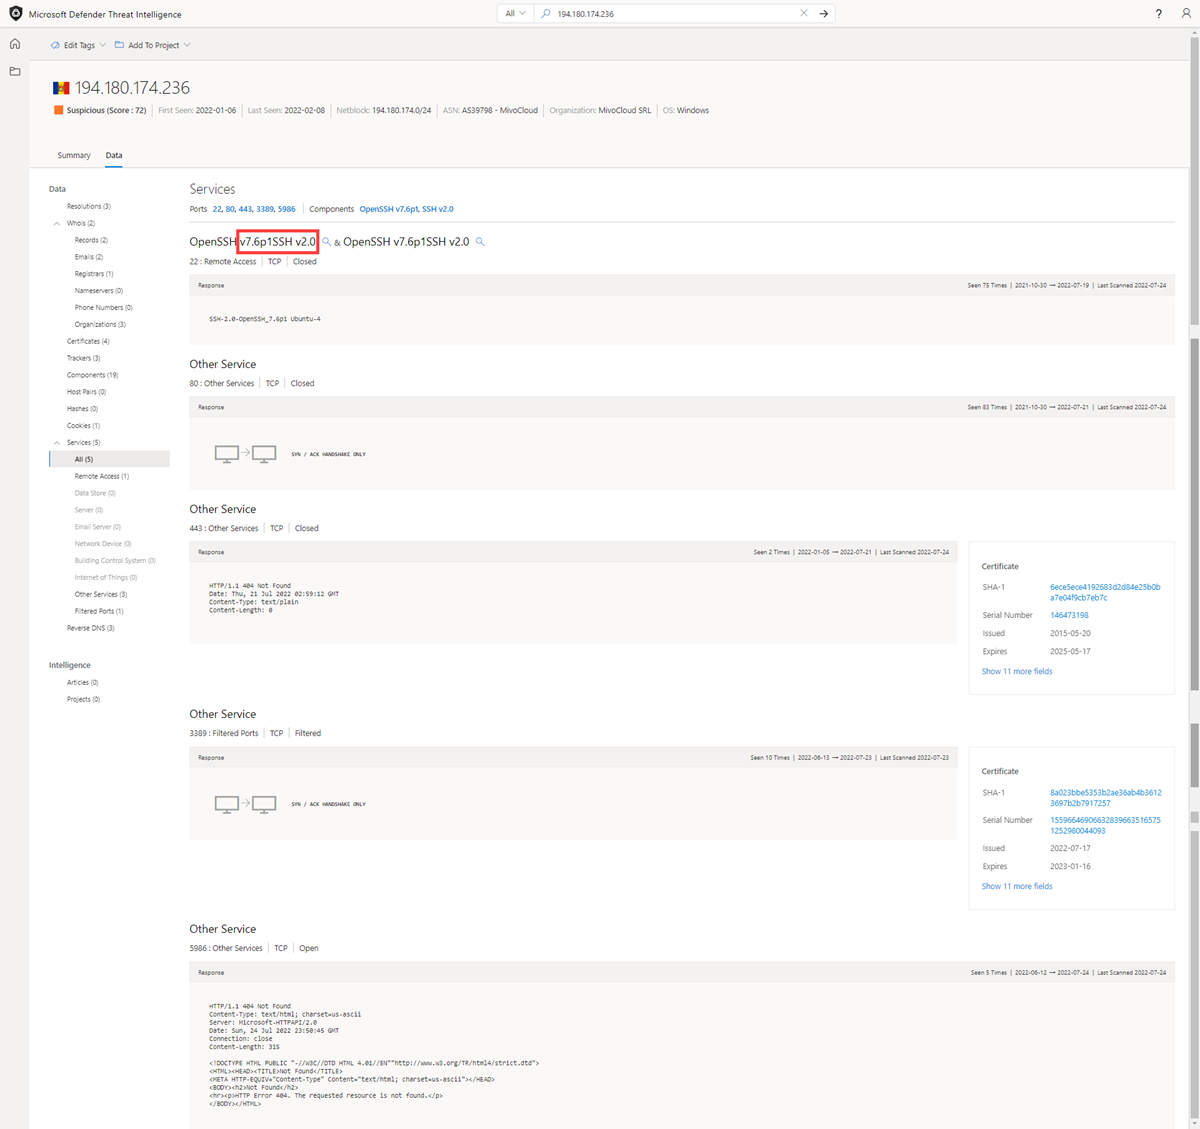 Microsoft Defender Threat Intelligence
All
194.180.174.236
?
Edit Tags
Add To Project
194.180.174.236
Suspicious (Score : 72) | First Seen: 2022-01-06 | Last Seen: 2022-02-08 | Netblock: 194.180.174.0/24 | ASN: AS39798 - MivoCloud | Organization: MivoCloud SRL | OS: Windows
Summary
Data
Data
Resolutions (3)
Whois (2)
Records (2)
Emails (2)
Registrars (1)
Nameservers (0)
Phone Numbers (0)
Organizations (3)
Certificates (4)
Trackers (3)
Components (19)
Host Pairs (0)
Hashes (0)
Cookies (1)
Services (5)
All (5)
Remote Access (1)
Data Store (0)
Server (0)
Email Server (0)
Network Device (0)
Building Control System (0)
Internet of Things (0)
Other Services (3)
Filtered Ports (1)
Reverse DNS (3)
Intelligence
Articles (0)
Projects (0)
Services
Ports 22, 80, 443, 3389, 5986 | Components OpenSSH v7.6p1, SSH v2.0
OpenSSH v7.6p1SSH v2.0 & OpenSSH v7.6p1SSH v2.0
22 : Remote Access | TCP | Closed
Response
Seen 75 Times | 2021-10-30 → 2022-07-19 | Last Scanned 2022-07-24
SSH-2.0-OpenSSH_7.6p1 Ubuntu-4
Other Service
80 : Other Services | TCP | Closed
Response
Seen 83 Times | 2021-10-30 → 2022-07-21 | Last Scanned 2022-07-24
SYN / ACK HANDSHAKE ONLY
Other Service
443 : Other Services | TCP | Closed
Response
Seen 2 Times | 2022-01-05 → 2022-07-21 | Last Scanned 2022-07-24
HTTP/1.1 404 Not Found
Date: Thu, 21 Jul 2022 02:59:12 GMT
Content-Type: text/plain
Content-Length: 0
Certificate
SHA-1 6ece5ece4192683d2d84e25b0b
a7e04f9cb7eb7c
Serial Number 146473198
Issued 2015-05-20
Expires 2025-05-17
Show 11 more fields
Other Service
3389 : Filtered Ports | TCP | Filtered
Response
Seen 10 Times | 2022-06-13 → 2022-07-23 | Last Scanned 2022-07-23
SYN / ACK HANDSHAKE ONLY
Certificate
SHA-1 8a023bbe5353b2ae36ab4b3612
3697b2b7917257
Serial Number 15596646906632839663516575
1252980044093
Issued 2022-07-17
Expires 2023-01-16
Show 11 more fields
Other Service
5986 : Other Services | TCP | Open
Response
Seen 5 Times | 2022-06-12 → 2022-07-24 | Last Scanned 2022-07-24
HTTP/1.1 404 Not Found
Content-Type: text/html; charset=us-ascii
Server: Microsoft-HTTPAPI/2.0
Date: Sun, 24 Jul 2022 23:50:45 GMT
Connection: close
Content-Length: 315
<!DOCTYPE HTML PUBLIC "-//W3C//DTD HTML 4.01//EN""http://www.w3.org/TR/html4/strict.dtd">
<HTML><HEAD><TITLE>Not Found</TITLE>
<META HTTP-EQUIV="Content-Type" Content="text/html; charset=us-ascii"></HEAD>
<BODY><h2>Not Found</h2>
<hr><p>HTTP Error 404. The requested resource is not found.</p>
</BODY></HTML>